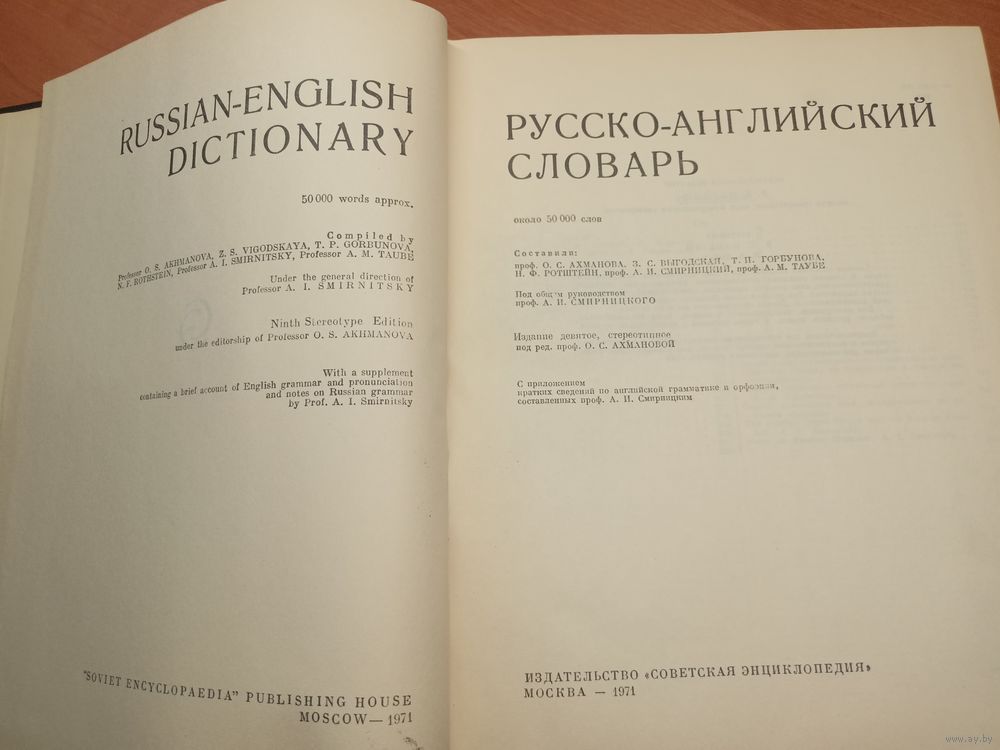 RUSSIAN-ENGLISH
DICTIONARY
50 000 words approx.
Compiled by
Professor O. S. AKHMANOVA, Z. S. VIGODSKAYA, T. P. GORBUNOVA,
N. F. ROTHSTEIN, Professor A. I. SMIRNITSKY, Professor A. M. TAUBE
Under the general direction of
Professor A. I. SMIRNITSKY
Ninth Stereotype Edition
under the editorship of Professor O. S. AKHMANOVA
With a supplement
containing a brief account of English grammar and pronunciation
and notes on Russian grammar
by Prof. A. I. Smirnitsky
"SOVIET ENCYCLOPAEDIA" PUBLISHING HOUSE
MOSCOW — 1971
РУССКО-АНГЛИЙСКИЙ
СЛОВАРЬ
около 50 000 слов
Составили:
проф. О. С. АХМАНОВА, З. С. ВЫГОДСКАЯ, Т. П. ГОРБУНОВА,
Н. Ф. РОТШТЕЙН, проф. А. И. СМИРНИЦКИЙ, проф. А. М. ТАУБЕ
Под общим руководством
проф. А. И. СМИРНИЦКОГО
Издание девятое, стереотипное
под ред. проф. О. С. АХМАНОВОЙ
С приложением
кратких сведений по английской грамматике и орфоэпии,
составленных проф. А. И. Смирницким
ИЗДАТЕЛЬСТВО «СОВЕТСКАЯ ЭНЦИКЛОПЕДИЯ»
МОСКВА — 1971
www.ay.by